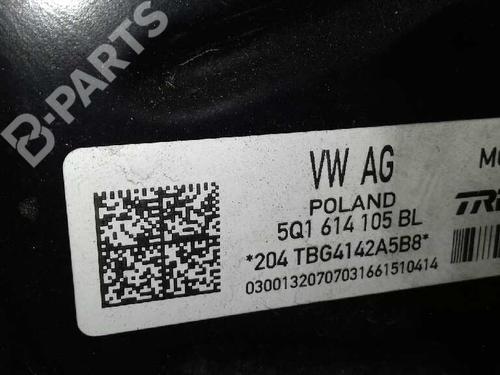 B-PARTS
VW AG
POLAND
5Q1 614 105 BL
*204 TBG4142A5B8*
03001320707031661510414